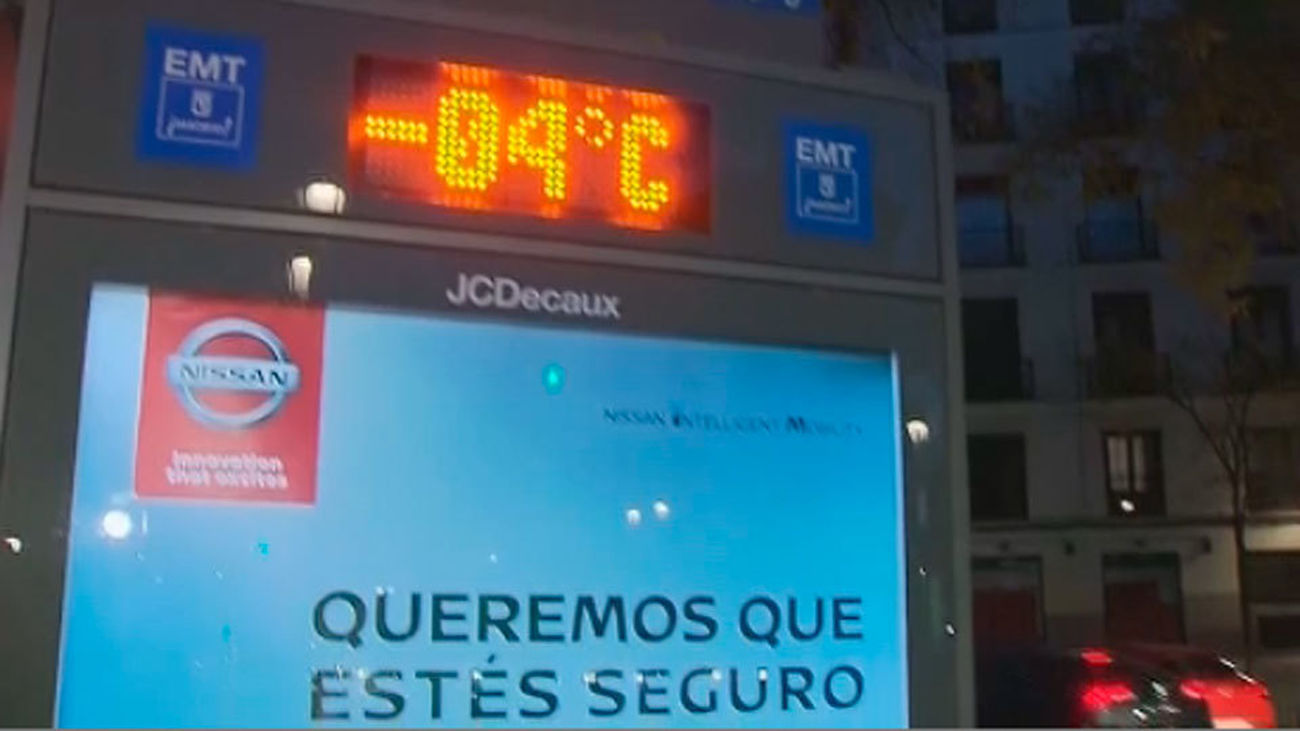 EMT
-04°C
EMT
JCDecaux
NISSAN
Innovation
that excites
NISSAN INTELLIGENT MOBILITY
QUEREMOS QUE
ESTÉS SEGURO